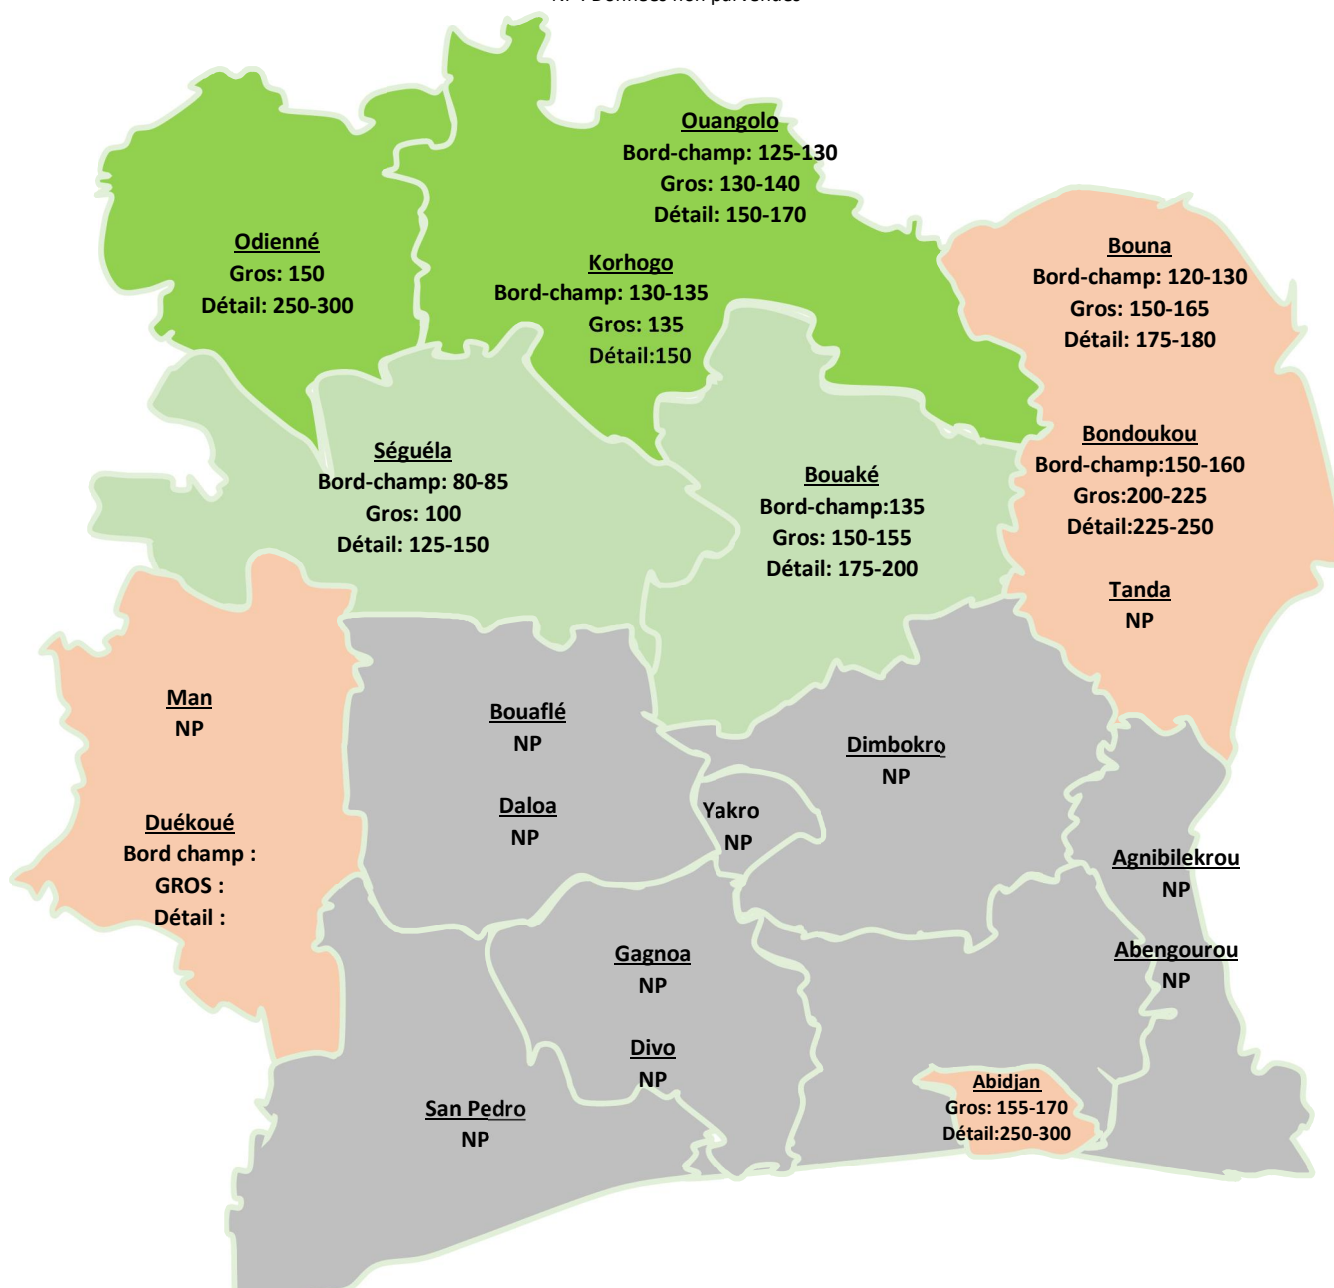 NP : Données non parvenues
Ouangolo
Bord-champ: 125-130
Gros: 130-140
Détail: 150-170
Odienné
Gros: 150
Détail: 250-300
Korhogo
Bord-champ: 130-135
Gros: 135
Détail:150
Bouna
Bord-champ: 120-130
Gros: 150-165
Détail: 175-180
Séguéla
Bord-champ: 80-85
Gros: 100
Détail: 125-150
Bouaké
Bord-champ:135
Gros: 150-155
Détail: 175-200
Bondoukou
Bord-champ:150-160
Gros:200-225
Détail:225-250
Tanda
NP
Man
NP
Bouaflé
NP
Dimbokro
NP
Daloa
NP
Yakro
NP
Duékoué
Bord champ :
GROS :
Détail :
Agnibilekrou
NP
Gagnoa
NP
Abengourou
NP
Divo
NP
San Pedro
NP
Abidjan
Gros: 155-170
Détail:250-300